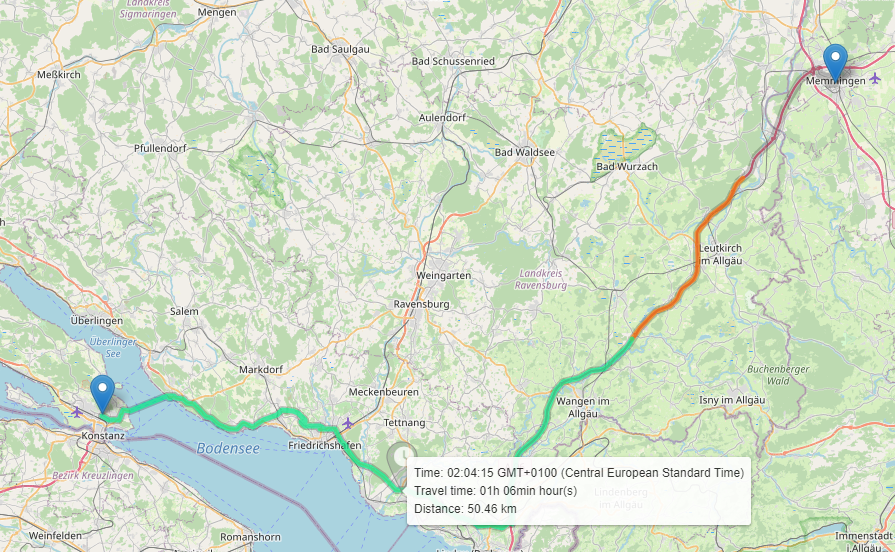 Landkreis
Sigmaringen
Mengen
Bad Saulgau
Bad Schussenried
Meßkirch
Memmingen
Aulendorf
Pfullendorf
Bad Waldsee
Bad Wurzach
Leutkirch
im Allgäu
Weingarten
Landkreis
Ravensburg
Ravensburg
Salem
Überlingen
Überlinger
See
Markdorf
Buchenberger
Wald
Meckenbeuren
Wangen im
Allgäu
Isny im Allgäu
Tettnang
Konstanz
Friedrichshafen
Bodensee
Time: 02:04:15 GMT+0100 (Central European Standard Time)
Travel time: 01h 06min hour(s)
Distance: 50.46 km
Bezirk Kreuzlingen
Lindenberg
im Allgäu
Weinfelden
Romanshorn
Immenstadt